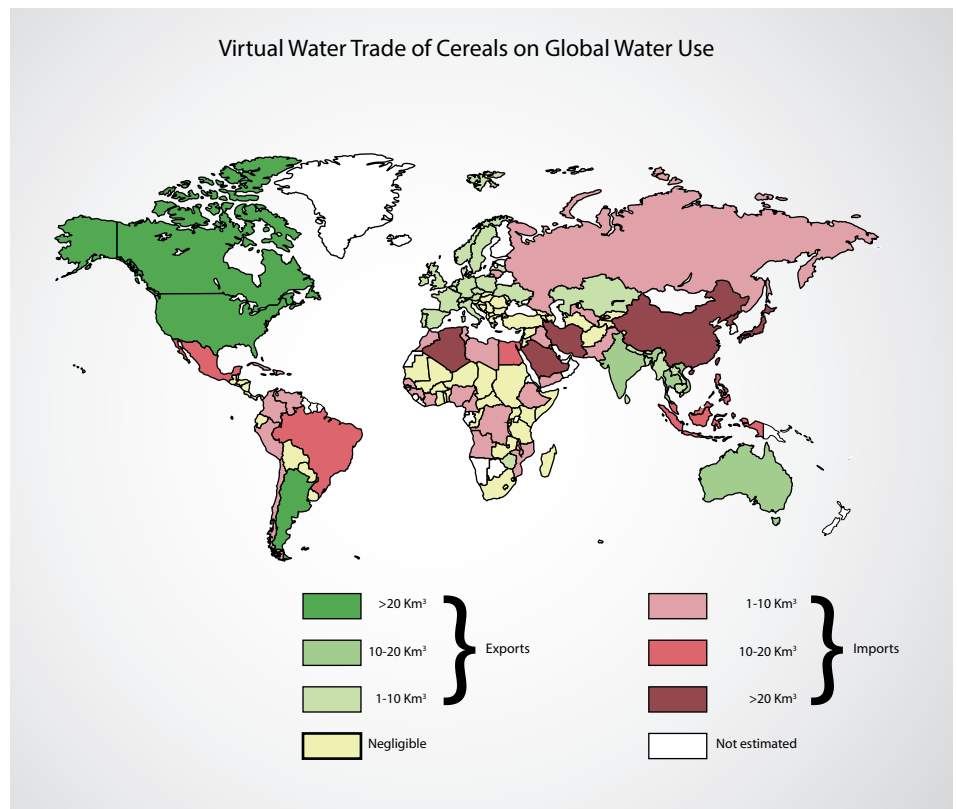 Virtual Water Trade of Cereals on Global Water Use
>20 Km³
10-20 Km³
1-10 Km³
Exports
Negligible
1-10 Km³
10-20 Km³
>20 Km³
Imports
Not estimated